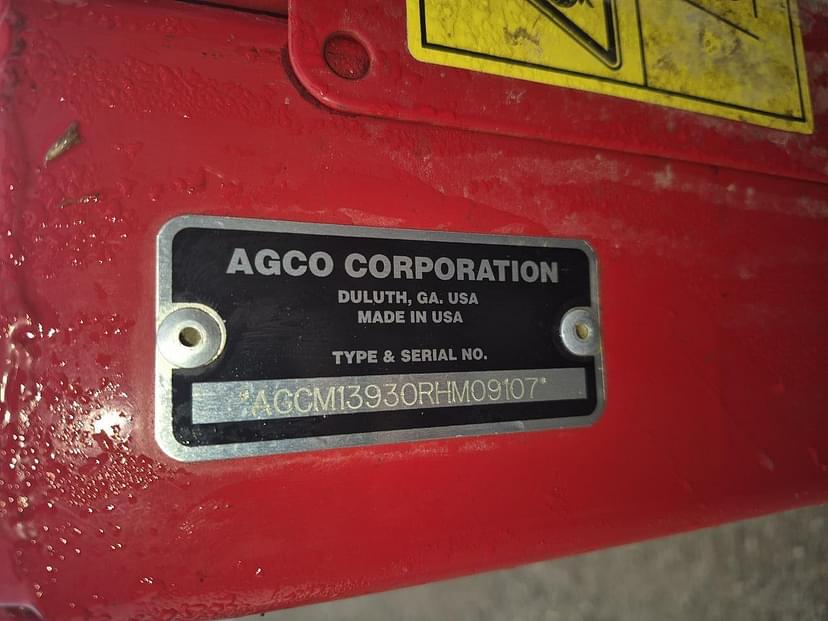 AGCO CORPORATION
DULUTH, GA. USA
MADE IN USA
TYPE & SERIAL NO.
*AGCM13930RHM09107*